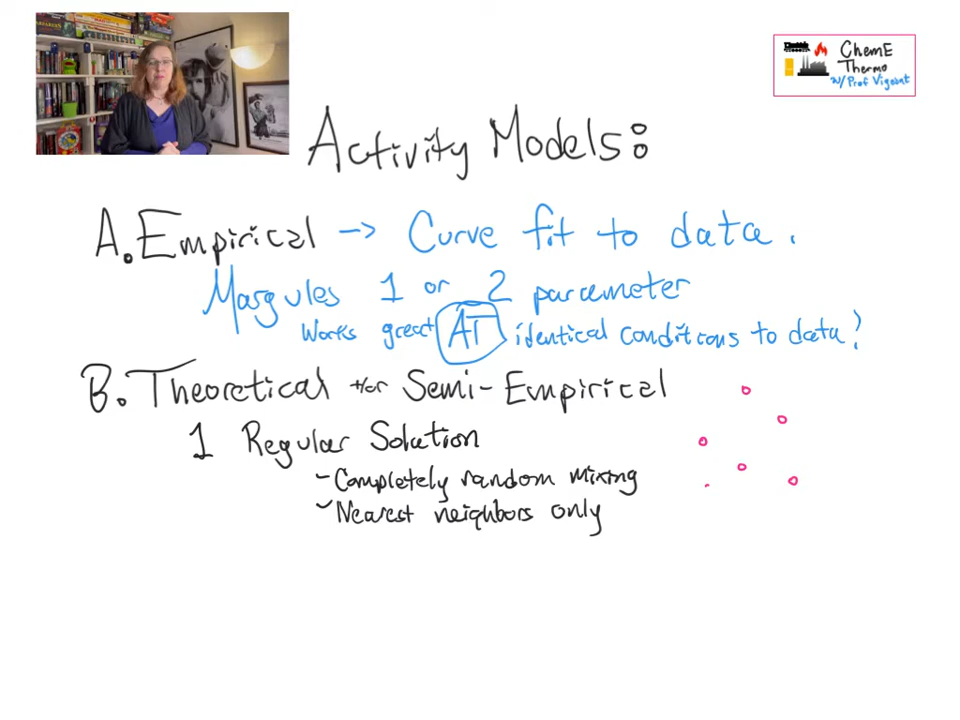 ChemE
Thermo
w/Prof Vigeant
Activity Models:
A. Empirical -> Curve fit to data.
Margules 1 or 2 parameter
Works great AT identical conditions to data!
B. Theoretical +/or Semi-Empirical
1 Regular Solution
- Completely random mixing
- Nearest neighbors only